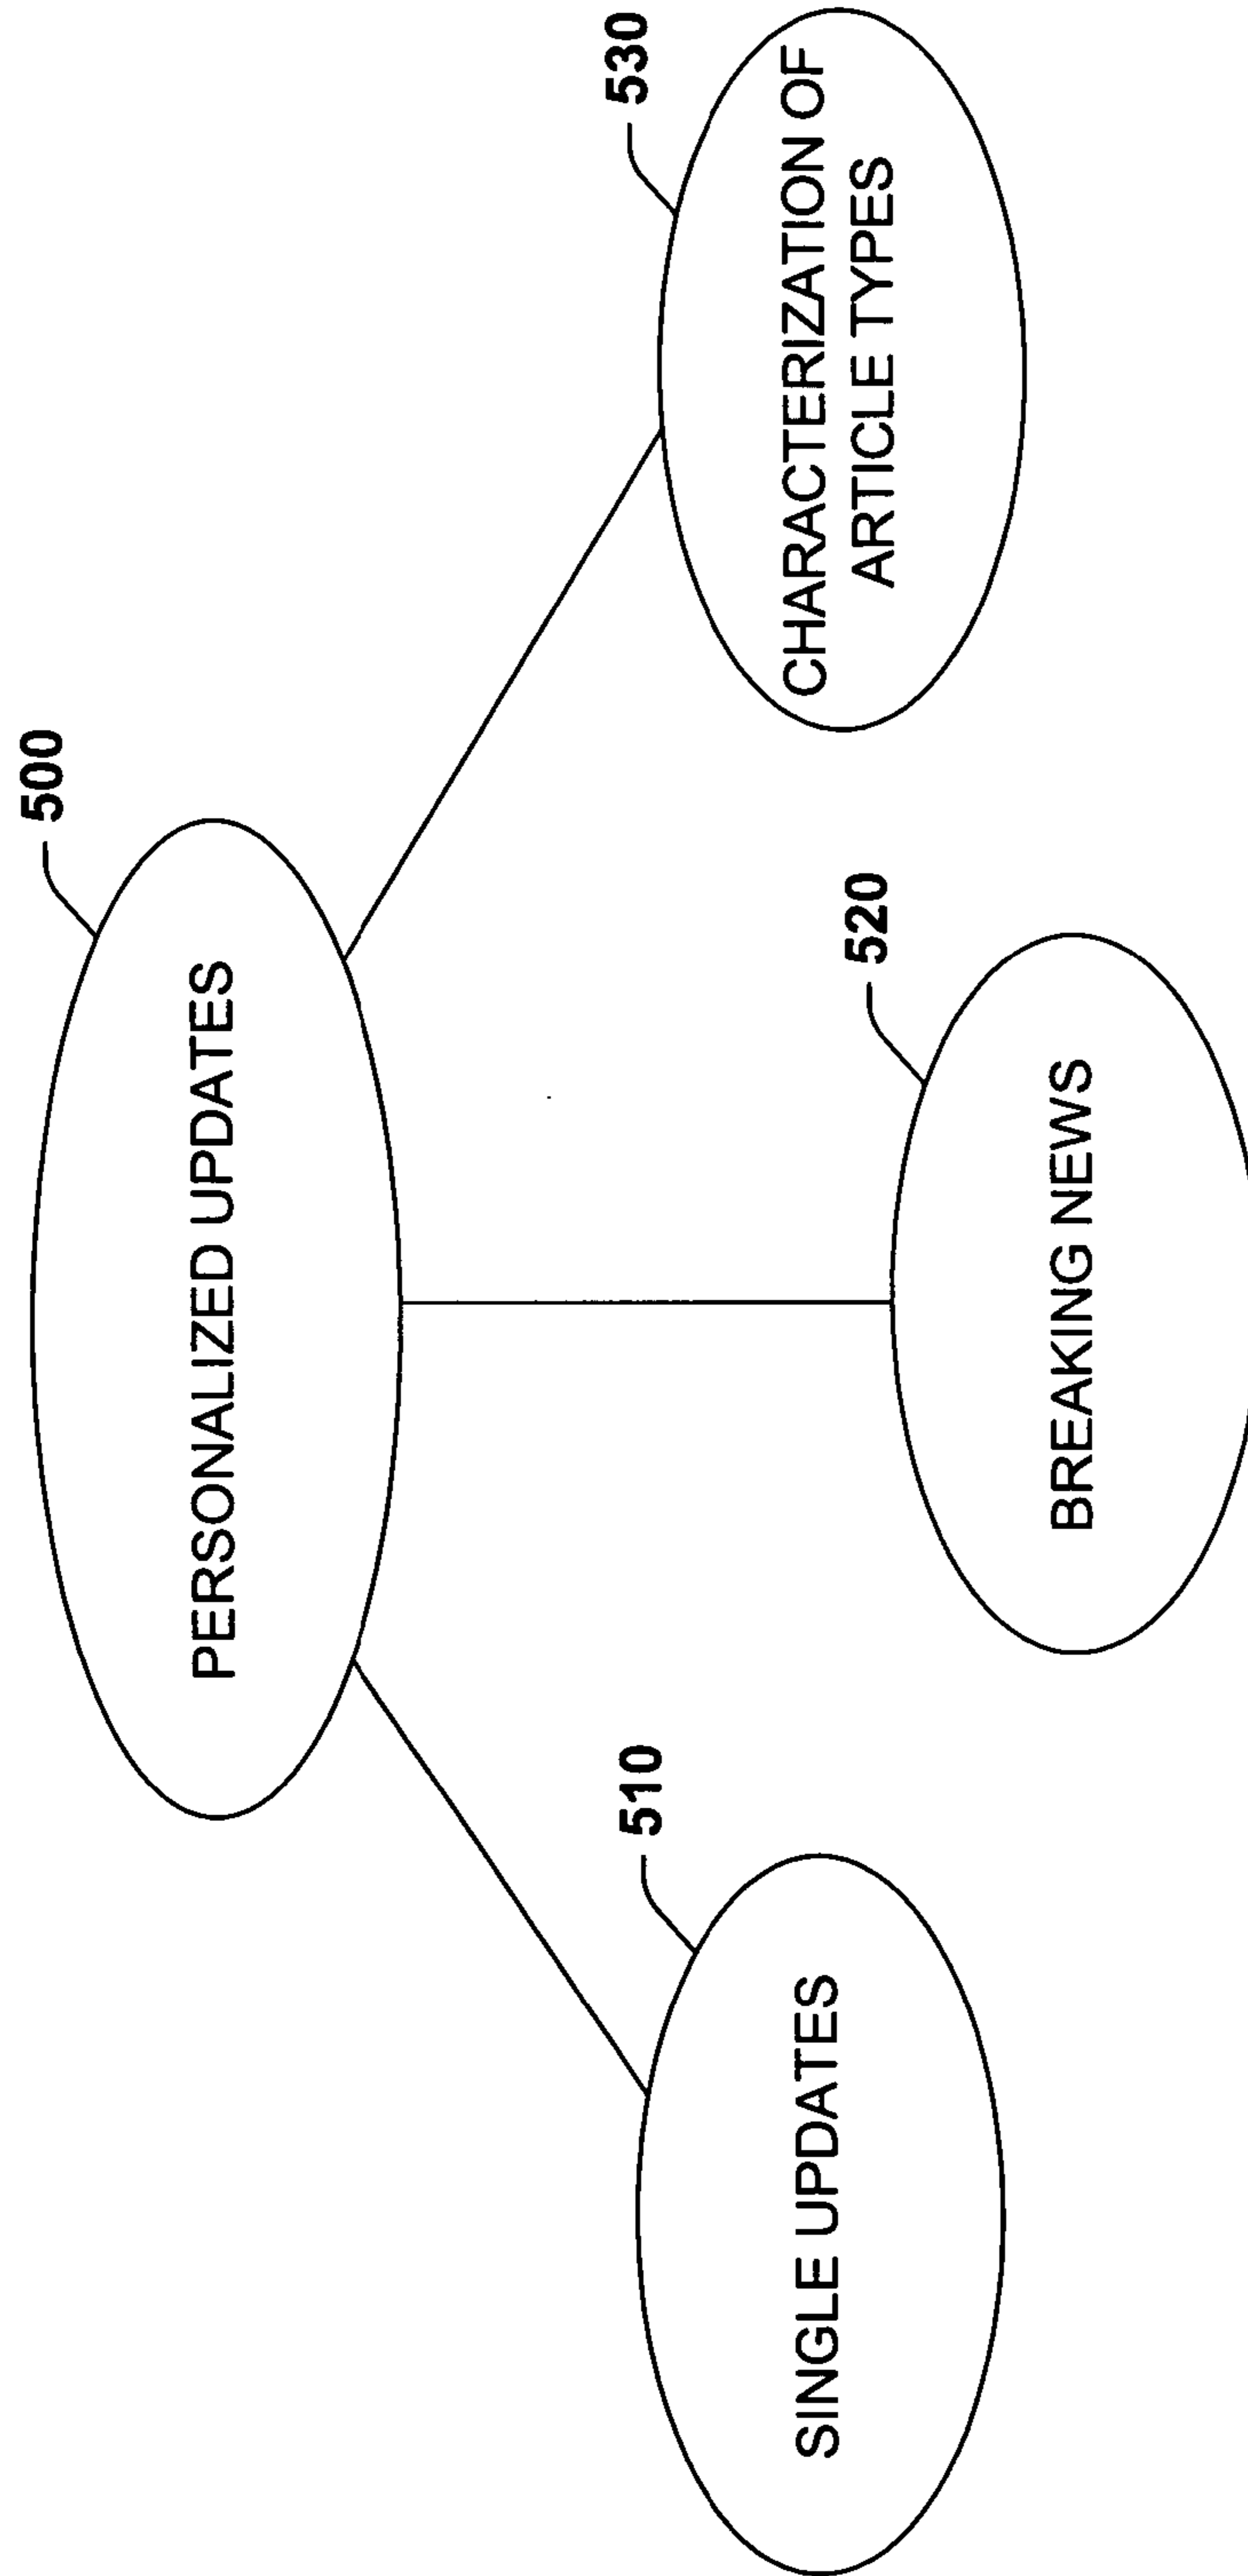 500
PERSONALIZED UPDATES
510
SINGLE UPDATES
520
BREAKING NEWS
530
CHARACTERIZATION OF
ARTICLE TYPES